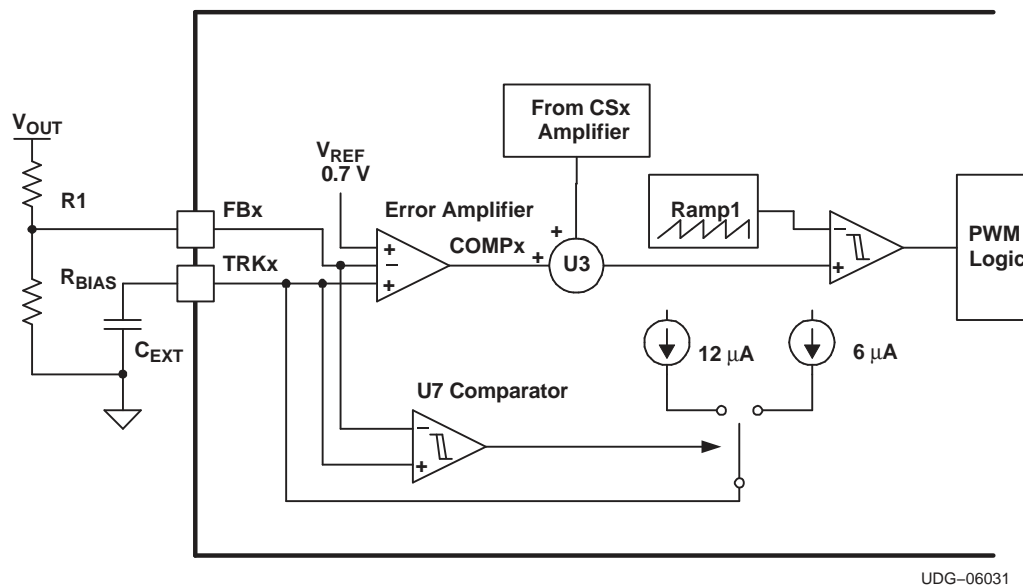 From CSx
Amplifier
VOUT
VREF
0.7 V
R1
FBx
Error Amplifier
Ramp1
COMPx
+
+
−
+
+
−
+
U3
PWM
Logic
TRKx
RBIAS
CEXT
12 μA
6 μA
U7 Comparator
−
+
UDG–06031